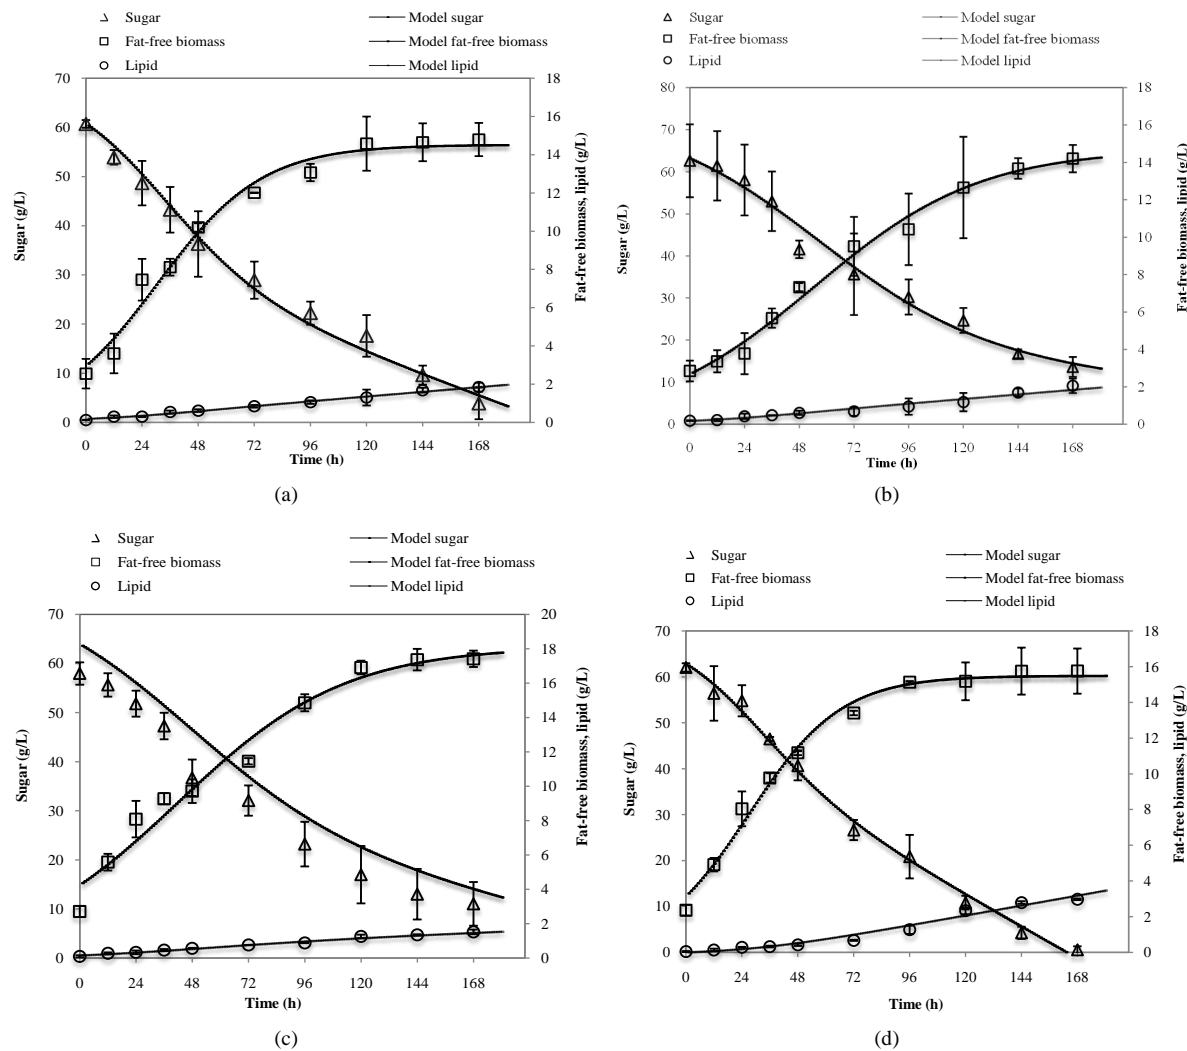 Sugar Model sugar
Fat-free biomass Model fat-free biomass
Lipid Model lipid
70 18
60 16
50 14
40 12
30 10
20 8
10 6
0 4
2
0
Sugar (g/L)
Fat-free biomass, lipid (g/L)
0 24 48 72 96 120 144 168
Time (h)
(a)
Sugar Model sugar
Fat-free biomass Model fat-free biomass
Lipid Model lipid
80 18
70 16
60 14
50 12
40 10
30 8
20 6
10 4
0 2
0
Sugar (g/L)
Fat-free biomass, lipid (g/L)
0 24 48 72 96 120 144 168
Time (h)
(b)
Sugar Model sugar
Fat-free biomass Model fat-free biomass
Lipid Model lipid
70 20
60 18
50 16
40 14
30 12
20 10
10 8
0 6
4
2
0
Sugar (g/L)
Fat-free biomass, lipid (g/L)
0 24 48 72 96 120 144 168
Time (h)
(c)
Sugar Model sugar
Fat-free biomass Model fat-free biomass
Lipid Model lipid
70 18
60 16
50 14
40 12
30 10
20 8
10 6
0 4
2
0
Sugar (g/L)
Fat-free biomass, lipid (g/L)
0 24 48 72 96 120 144 168
Time (h)
(d)